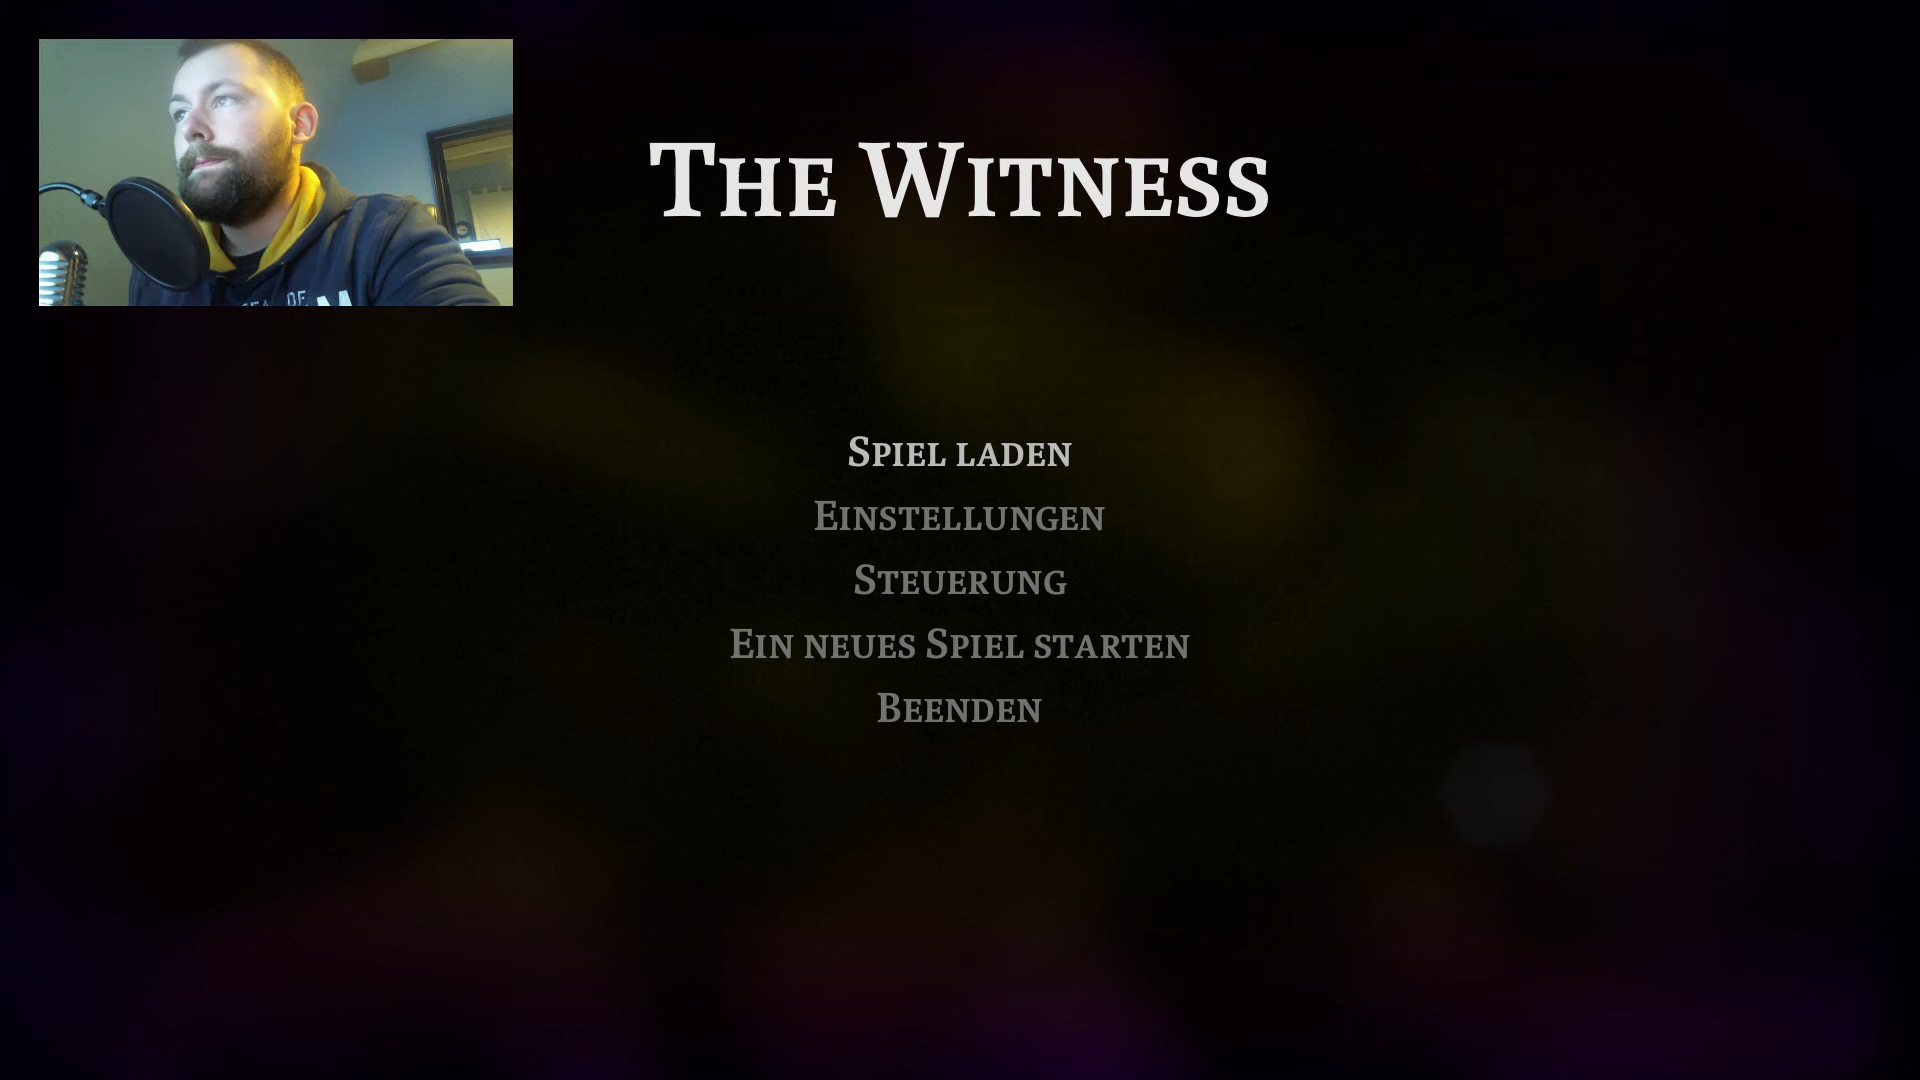 The Witness
Spiel laden
Einstellungen
Steuerung
Ein neues Spiel starten
Beenden